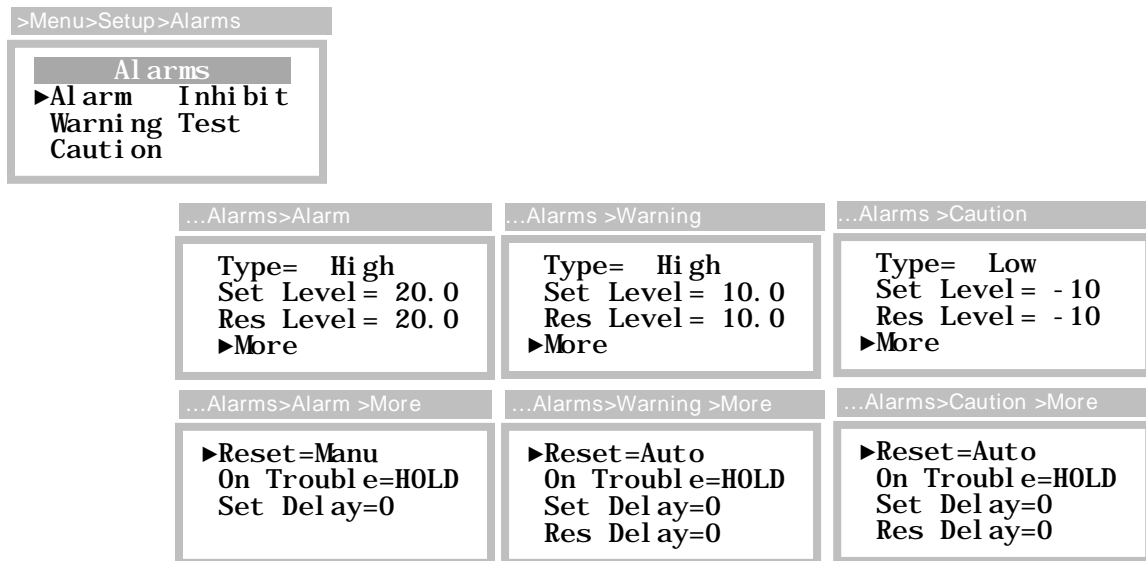 >Menu>Setup>Alarms
Alarms
►Alarm Inhibit
Warning Test
Caution
...Alarms>Alarm
Type= High
Set Level= 20.0
Res Level= 20.0
►More
...Alarms >Warning
Type= High
Set Level= 10.0
Res Level= 10.0
►More
...Alarms >Caution
Type= Low
Set Level= -10
Res Level= -10
►More
...Alarms>Alarm >More
►Reset=Manu
On Trouble=HOLD
Set Delay=0
...Alarms>Warning >More
►Reset=Auto
On Trouble=HOLD
Set Delay=0
Res Delay=0
...Alarms>Caution >More
►Reset=Auto
On Trouble=HOLD
Set Delay=0
Res Delay=0